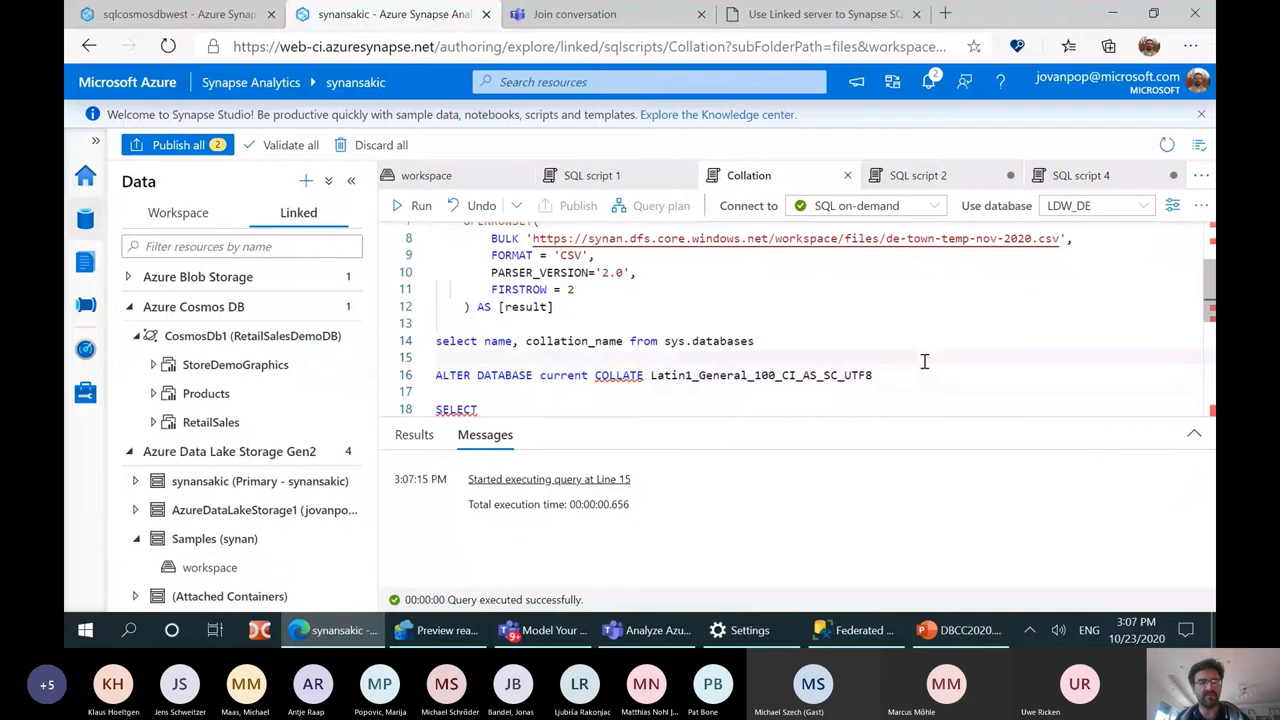 sqlcosmosdbwest - Azure Synap
synansakic - Azure Synapse Anal
Join conversation
Use Linked server to Synapse SQ
https://web-ci.azuresynapse.net/authoring/explore/linked/sqlscripts/Collation?subFolderPath=files&workspace...
Microsoft Azure
Synapse Analytics
synansakic
Search resources
2
jovanpop@microsoft.com
MICROSOFT
Welcome to Synapse Studio! Be productive quickly with sample data, notebooks, scripts and templates. Explore the Knowledge center.
Publish all 2
Validate all
Discard all
Data
Workspace
Linked
Filter resources by name
Azure Blob Storage 1
Azure Cosmos DB 1
CosmosDb1 (RetailSalesDemoDB)
StoreDemoGraphics
Products
RetailSales
Azure Data Lake Storage Gen2 4
synansakic (Primary - synansakic)
AzureDataLakeStorage1 (jovanpo...
Samples (synan)
workspace
(Attached Containers)
workspace
SQL script 1
Collation
SQL script 2
SQL script 4
Run
Undo
Publish
Query plan
Connect to
SQL on-demand
Use database
LDW_DE
7 OPENROWSET(
8 BULK 'https://synan.dfs.core.windows.net/workspace/files/de-town-temp-nov-2020.csv',
9 FORMAT = 'CSV',
10 PARSER_VERSION='2.0',
11 FIRSTROW = 2
12 ) AS [result]
13
14 select name, collation_name from sys.databases
15
16 ALTER DATABASE current COLLATE Latin1_General_100_CI_AS_SC_UTF8
17
18 SELECT
Results
Messages
3:07:15 PM Started executing query at Line 15
Total execution time: 00:00:00.656
00:00:00 Query executed successfully.
synansakic - ...
Preview rea...
9+
Model Your ...
Analyze Azu...
Settings
Federated ...
DBCC2020....
ENG
3:07 PM
10/23/2020
+5
KH
JS
MM
AR
MP
MS
JB
LR
MN
PB
MS
MM
UR
Klaus Hoeltgen
Jens Schweitzer
Maas, Michael
Antje Raap
Popovic, Marija
Michael Schröder
Bandel, Jonas
Ljubiša Rakonjac
Matthias Nohl |...
Pat Bone
Michael Szech (Gast)
Marcus Möhle
Uwe Ricken